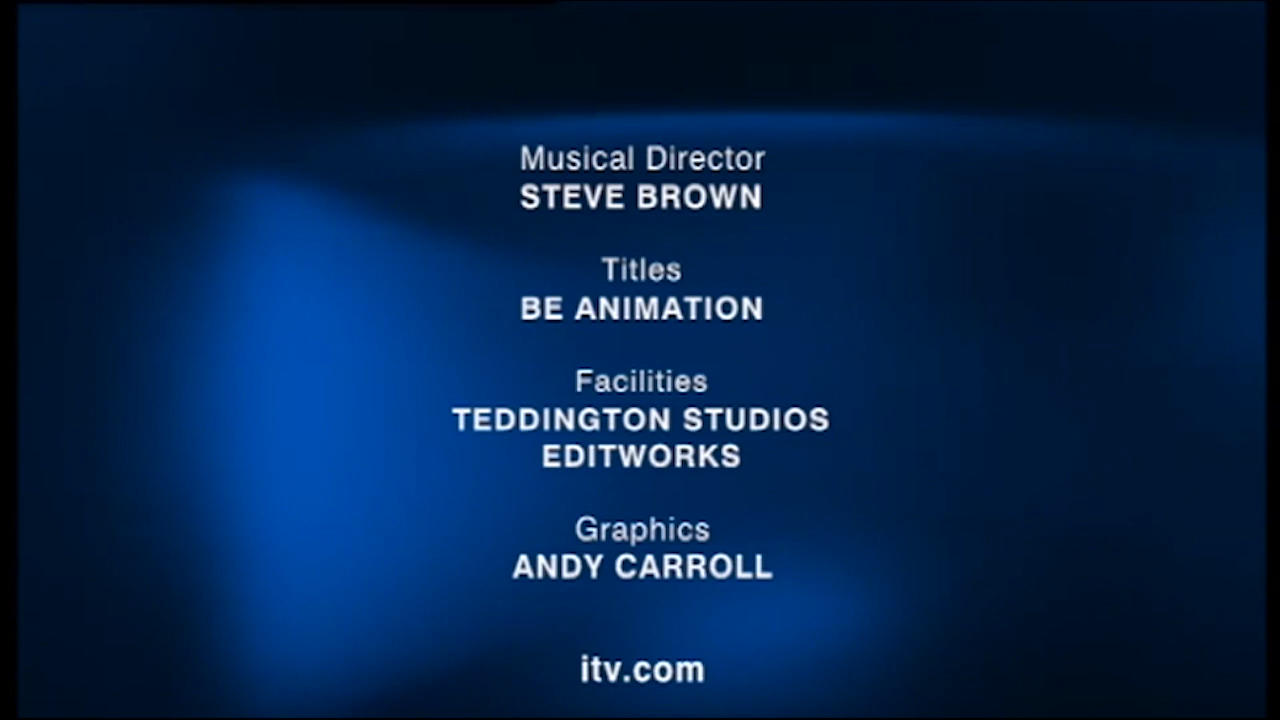 Musical Director
STEVE BROWN
Titles
BE ANIMATION
Facilities
TEDDINGTON STUDIOS
EDITWORKS
Graphics
ANDY CARROLL
itv.com